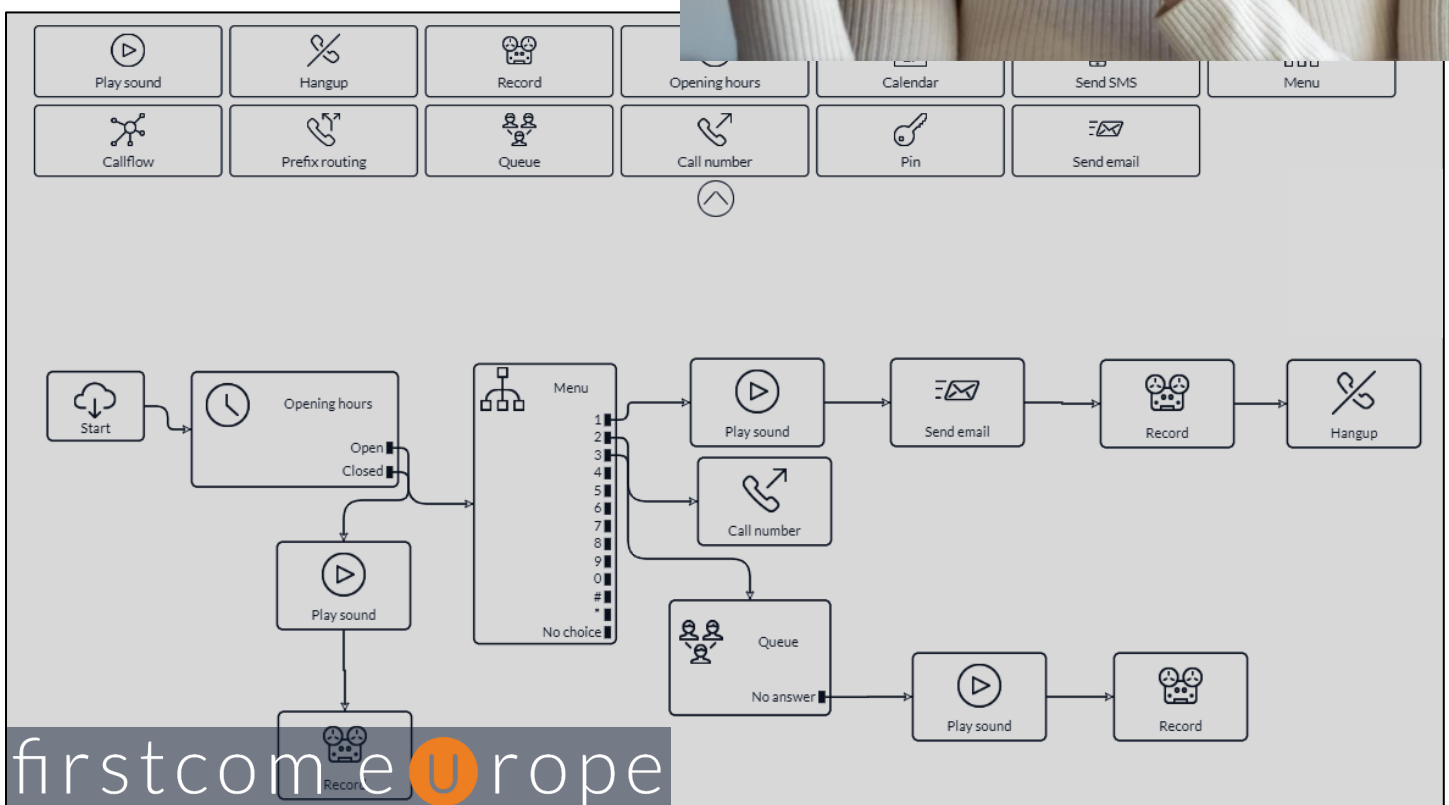 Play sound
Hangup
Record
Opening hours
Calendar
Send SMS
Menu
Callflow
Prefix routing
Queue
Call number
Pin
Send email
Start
Opening hours
Open
Closed
Menu
1
2
3
4
5
6
7
8
9
0
#
*
No choice
Play sound
Send email
Record
Hangup
Call number
Play sound
Queue
No answer
Play sound
Record
Record
firstcomeurope